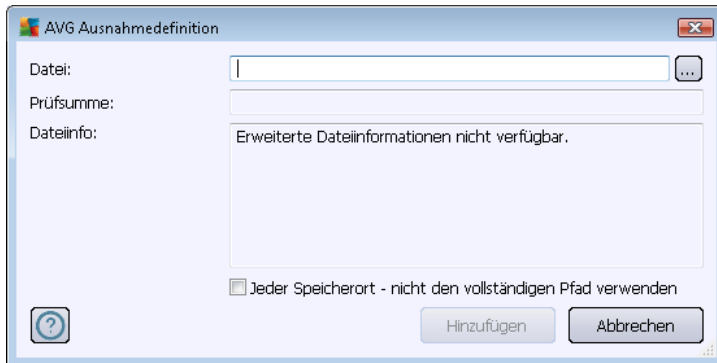 AVG Ausnahmedefinition
Datei:
...
Prüfsumme:
Dateiinfo:
Erweiterte Dateiinformationen nicht verfügbar.
Jeder Speicherort - nicht den vollständigen Pfad verwenden
?
Hinzufügen
Abbrechen